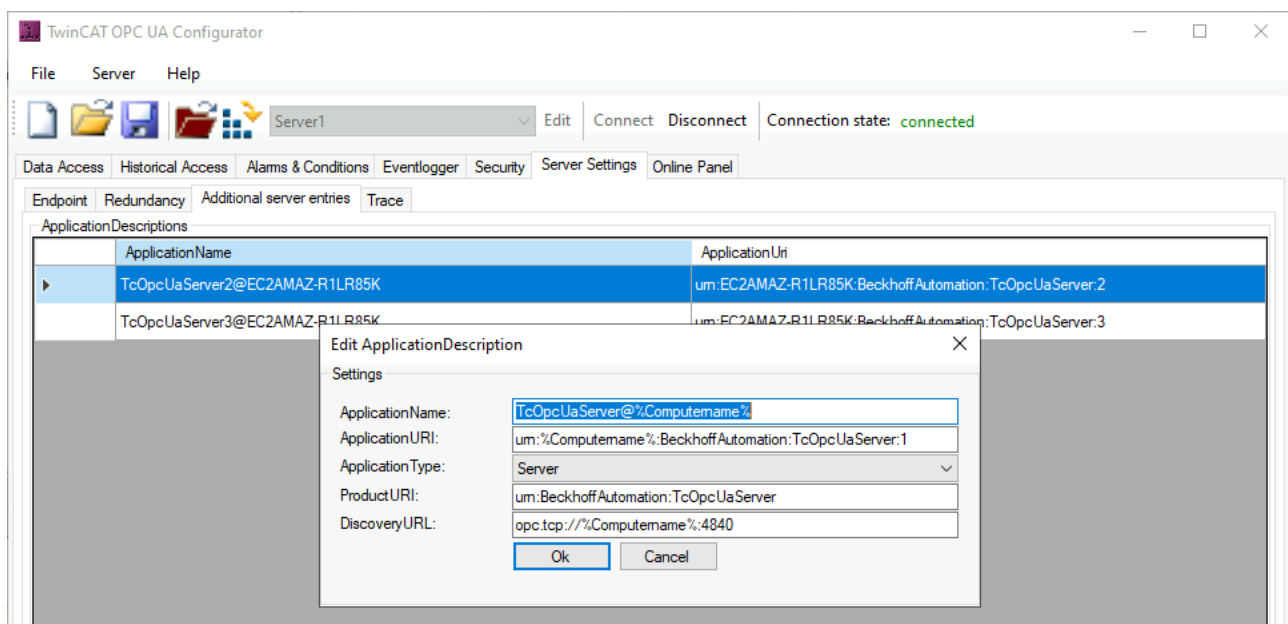 TwinCAT OPC UA Configurator
File Server Help
Server1 Edit Connect Disconnect Connection state: connected
Data Access Historical Access Alarms & Conditions Eventlogger Security Server Settings Online Panel
Endpoint Redundancy Additional server entries Trace
ApplicationDescriptions
ApplicationName ApplicationUri
TcOpcUaServer2@EC2AMAZ-R1LR85K urn:EC2AMAZ-R1LR85K:BeckhoffAutomation:TcOpcUaServer:2
TcOpcUaServer3@EC2AMAZ-R1LR85K urn:EC2AMAZ-R1LR85K:BeckhoffAutomation:TcOpcUaServer:3
Edit ApplicationDescription
Settings
ApplicationName: TcOpcUaServer@%Computername%
ApplicationURI: urn:%Computername%:BeckhoffAutomation:TcOpcUaServer:1
ApplicationType: Server
ProductURI: urn:BeckhoffAutomation:TcOpcUaServer
DiscoveryURL: opc.tcp://%Computername%:4840
Ok Cancel